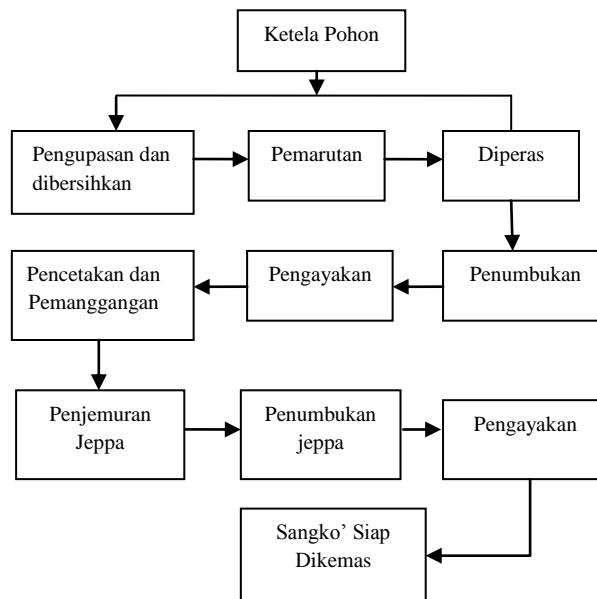 Ketela Pohon
Pengupasan dan
dibersihkan
Pemarutan
Diperas
Penumbukan
Pengayakan
Pencetakan dan
Pemanggangan
Penjemuran
Jeppa
Penumbukan
jeppa
Pengayakan
Sangko’ Siap
Dikemas